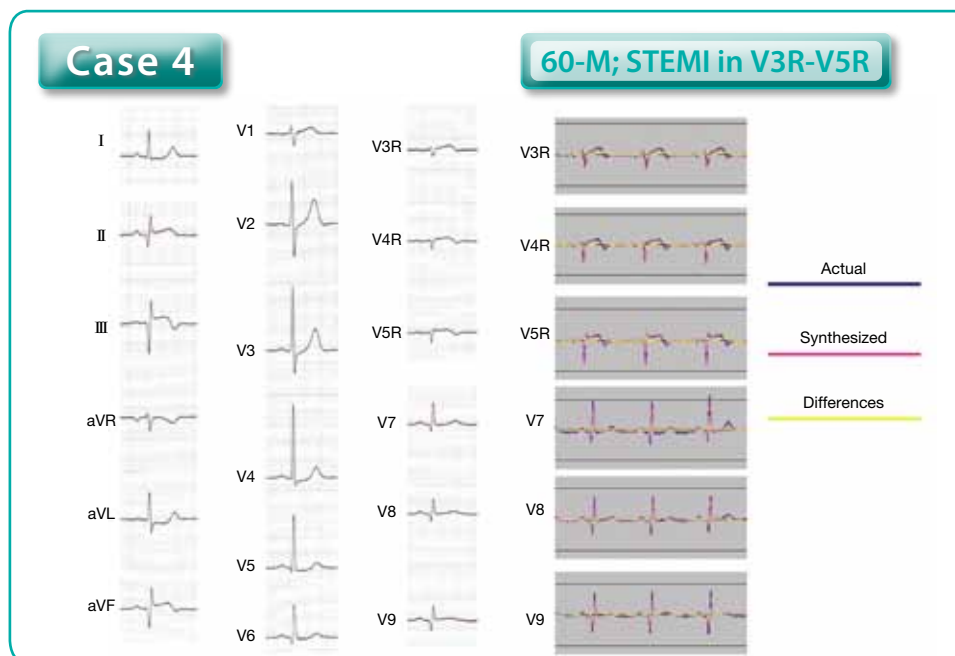 Case 4
60-M; STEMI in V3R-V5R
I
II
III
aVR
aVL
aVF
V1
V2
V3
V4
V5
V6
V3R
V4R
V5R
V7
V8
V9
V3R
V4R
V5R
V7
V8
V9
Actual
Synthesized
Differences